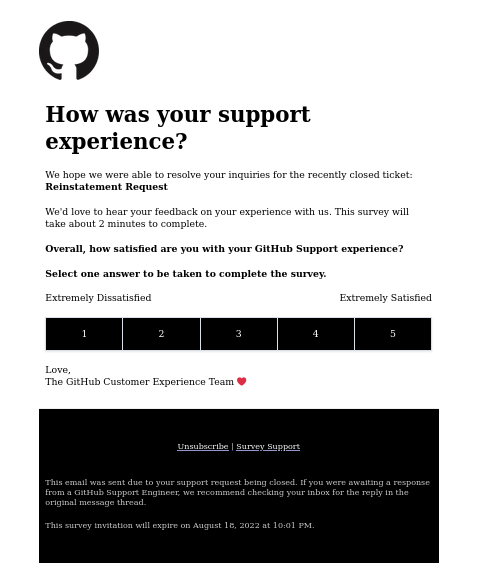 How was your support
experience?
We hope we were able to resolve your inquiries for the recently closed ticket:
Reinstatement Request
We'd love to hear your feedback on your experience with us. This survey will
take about 2 minutes to complete.
Overall, how satisfied are you with your GitHub Support experience?
Select one answer to be taken to complete the survey.
Extremely Dissatisfied Extremely Satisfied
1 2 3 4 5
Love,
The GitHub Customer Experience Team ❤️
Unsubscribe | Survey Support
This email was sent due to your support request being closed. If you were awaiting a response
from a GitHub Support Engineer, we recommend checking your inbox for the reply in the
original message thread.
This survey invitation will expire on August 18, 2022 at 10:01 PM.